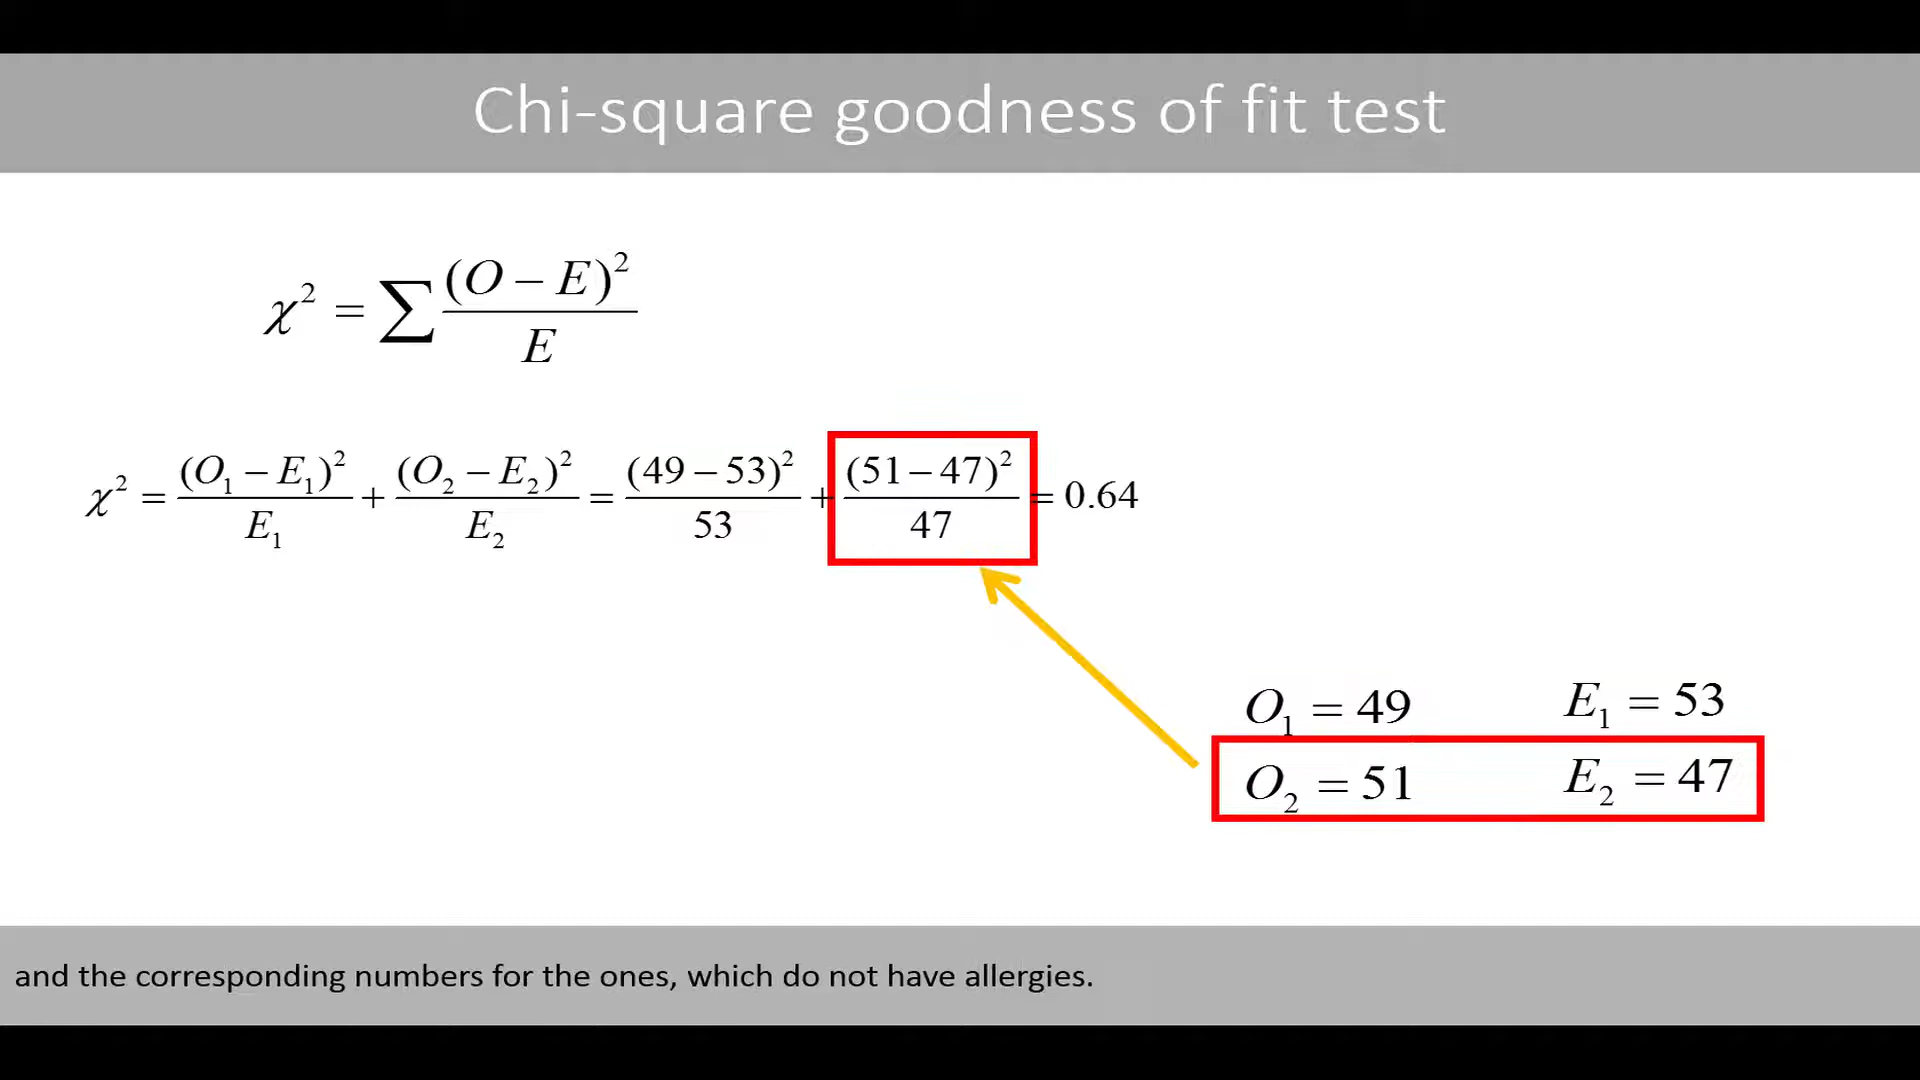 Chi-square goodness of fit test
χ² = ∑ (O − E)² / E
χ² = (O₁ − E₁)² / E₁ + (O₂ − E₂)² / E₂ = (49 − 53)² / 53 + (51 − 47)² / 47 = 0.64
O₁ = 49 E₁ = 53
O₂ = 51 E₂ = 47
and the corresponding numbers for the ones, which do not have allergies.